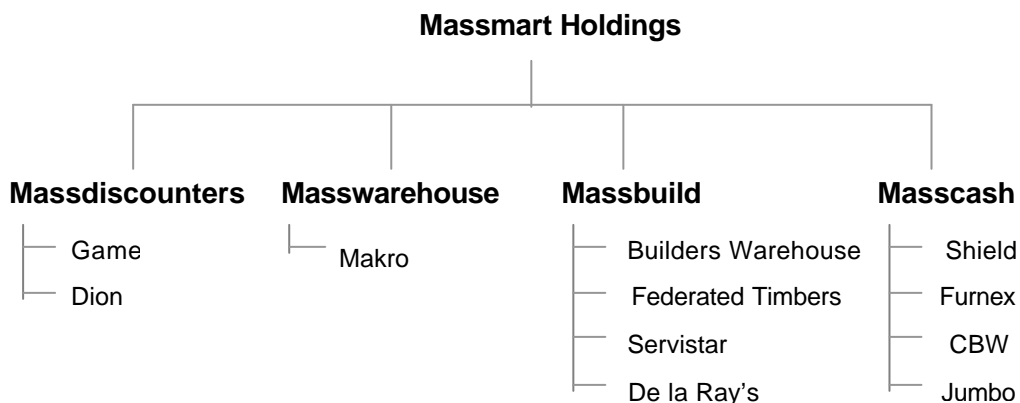 Massmart Holdings
Massdiscounters
Game
Dion
Masswarehouse
Makro
Massbuild
Builders Warehouse
Federated Timbers
Servistar
De la Ray's
Masscash
Shield
Furnex
CBW
Jumbo